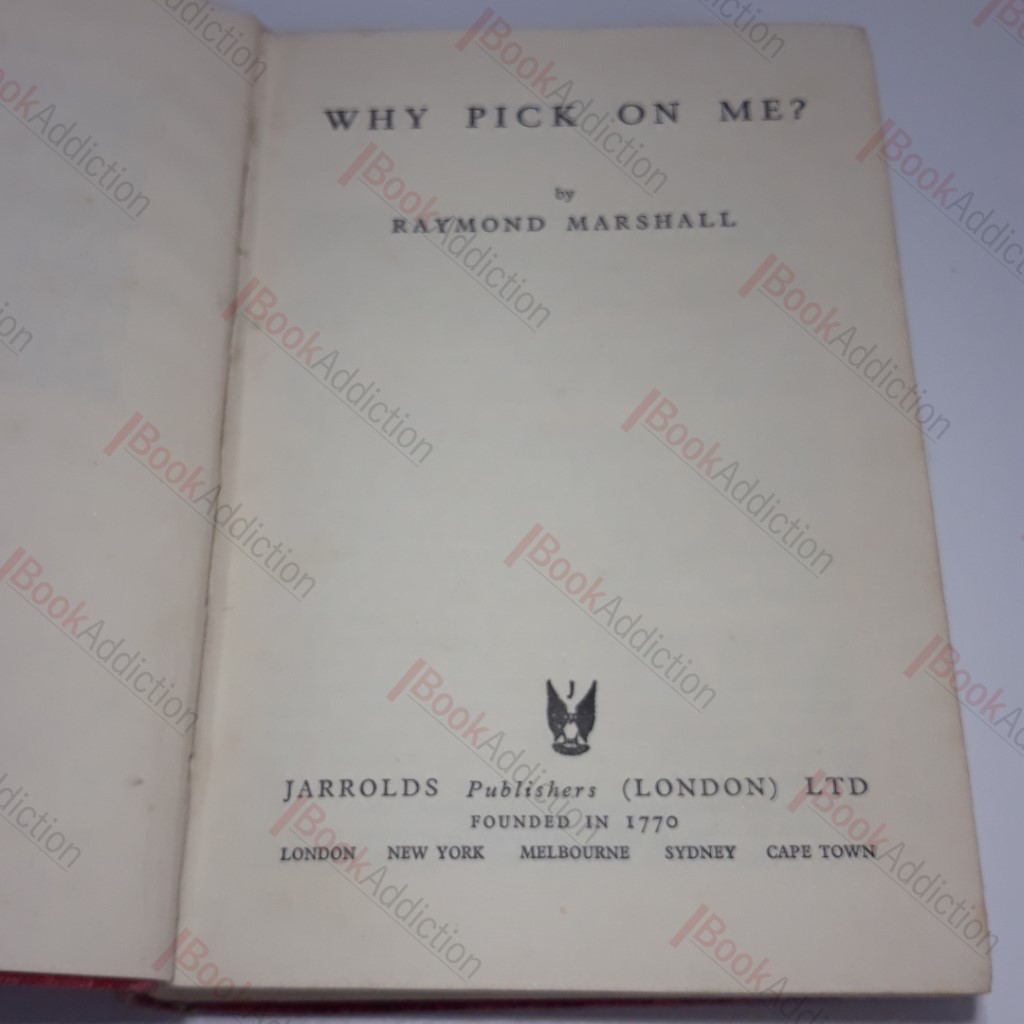 WHY PICK ON ME?
by
RAYMOND MARSHALL
J
JARROLDS Publishers (LONDON) LTD
FOUNDED IN 1770
LONDON NEW YORK MELBOURNE SYDNEY CAPE TOWN
BookAddiction